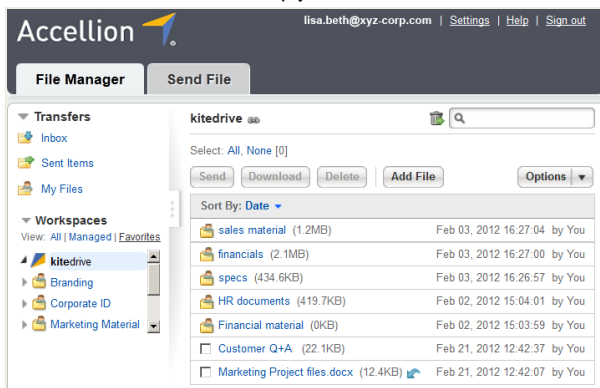 Accellion
lisa.beth@xyz-corp.com | Settings | Help | Sign out
File Manager
Send File
Transfers
Inbox
Sent Items
My Files
Workspaces
View: All | Managed | Favorites
kitedrive
Branding
Corporate ID
Marketing Material
kitedrive
Select: All, None [0]
Send Download Delete Add File Options
Sort By: Date
sales material (1.2MB) Feb 03, 2012 16:27:04 by You
financials (2.1MB) Feb 03, 2012 16:27:00 by You
specs (434.6KB) Feb 03, 2012 16:26:57 by You
HR documents (419.7KB) Feb 02, 2012 15:04:01 by You
Financial material (0KB) Feb 02, 2012 15:03:59 by You
Customer Q+A (22.1KB) Feb 21, 2012 12:42:37 by You
Marketing Project files.docx (12.4KB) Feb 21, 2012 12:42:07 by You